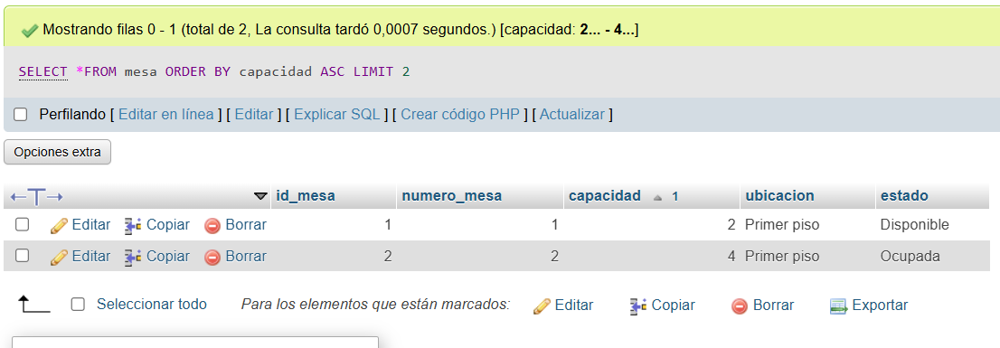 Mostrando filas 0 - 1 (total de 2, La consulta tardó 0,0007 segundos.) [capacidad: 2... - 4...]
SELECT *FROM mesa ORDER BY capacidad ASC LIMIT 2
Perfilando [ Editar en línea ] [ Editar ] [ Explicar SQL ] [ Crear código PHP ] [ Actualizar ]
Opciones extra
id_mesa numero_mesa capacidad 1 ubicacion estado
Editar Copiar Borrar 1 1 2 Primer piso Disponible
Editar Copiar Borrar 2 2 4 Primer piso Ocupada
Seleccionar todo Para los elementos que están marcados: Editar Copiar Borrar Exportar